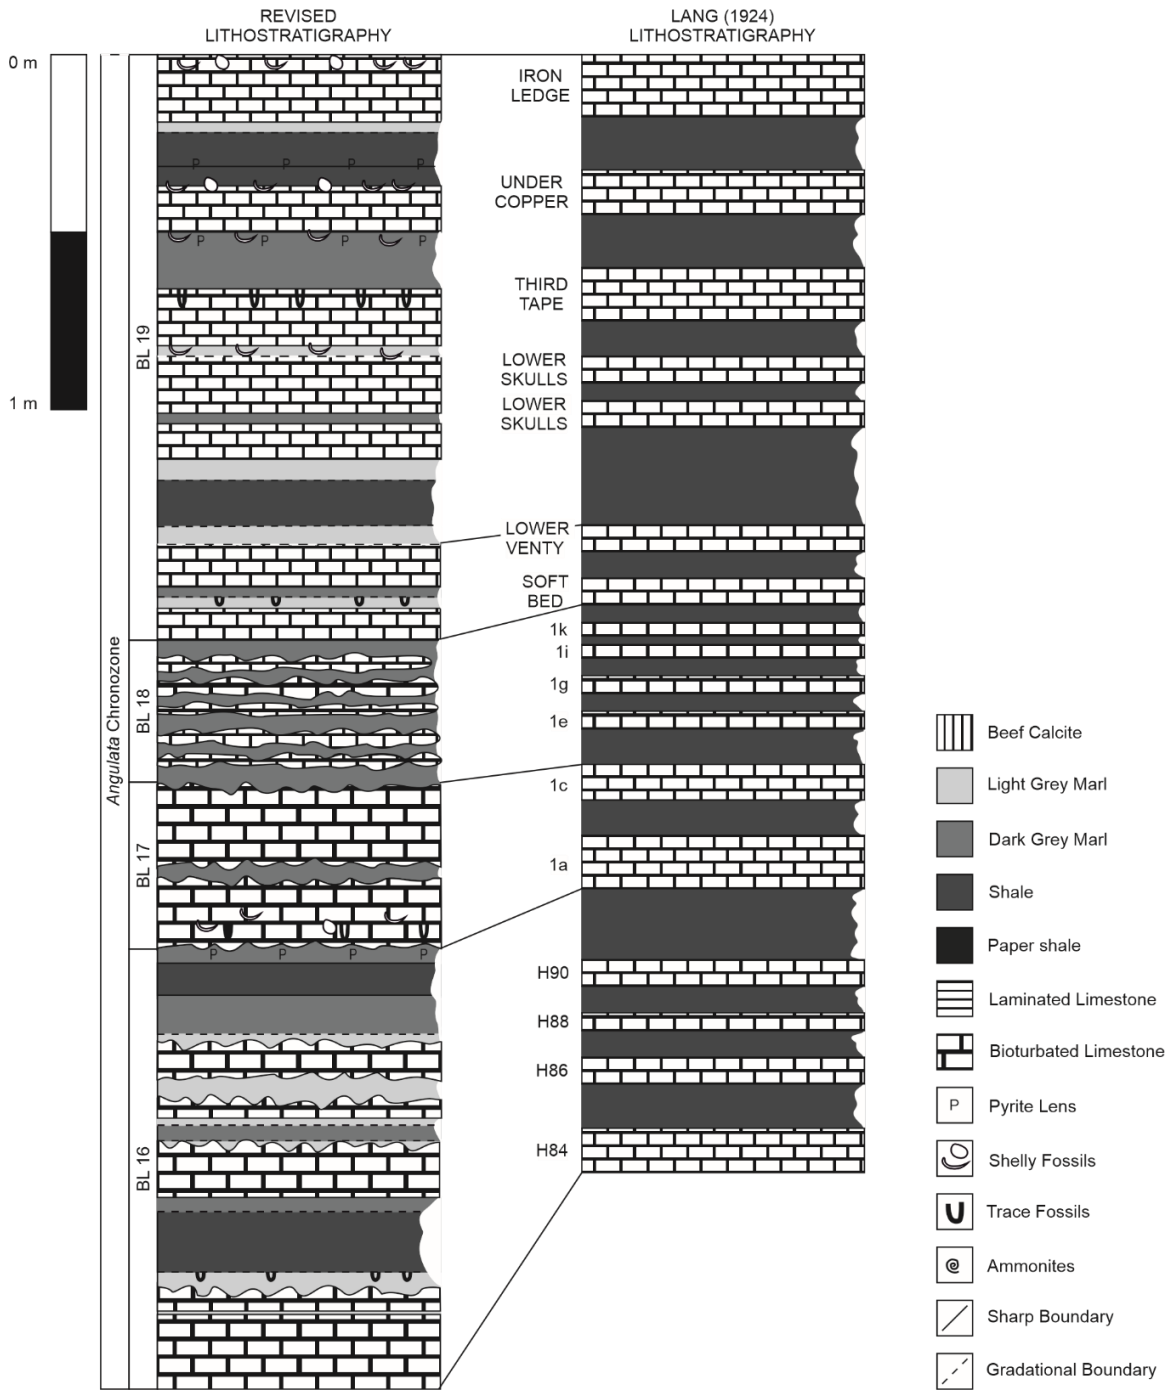 REVISED
LITHOSTRATIGRAPHY
LANG (1924)
LITHOSTRATIGRAPHY
0 m
1 m
Angulata Chronozone
BL 19
BL 18
BL 17
BL 16
P P P P
P P P P
P P P P
IRON
LEDGE
UNDER
COPPER
THIRD
TAPE
LOWER
SKULLS
LOWER
SKULLS
LOWER
VENTY
SOFT
BED
1k
1i
1g
1e
1c
1a
H90
H88
H86
H84
Beef Calcite
Light Grey Marl
Dark Grey Marl
Shale
Paper shale
Laminated Limestone
Bioturbated Limestone
P Pyrite Lens
Shelly Fossils
Trace Fossils
Ammonites
Sharp Boundary
Gradational Boundary